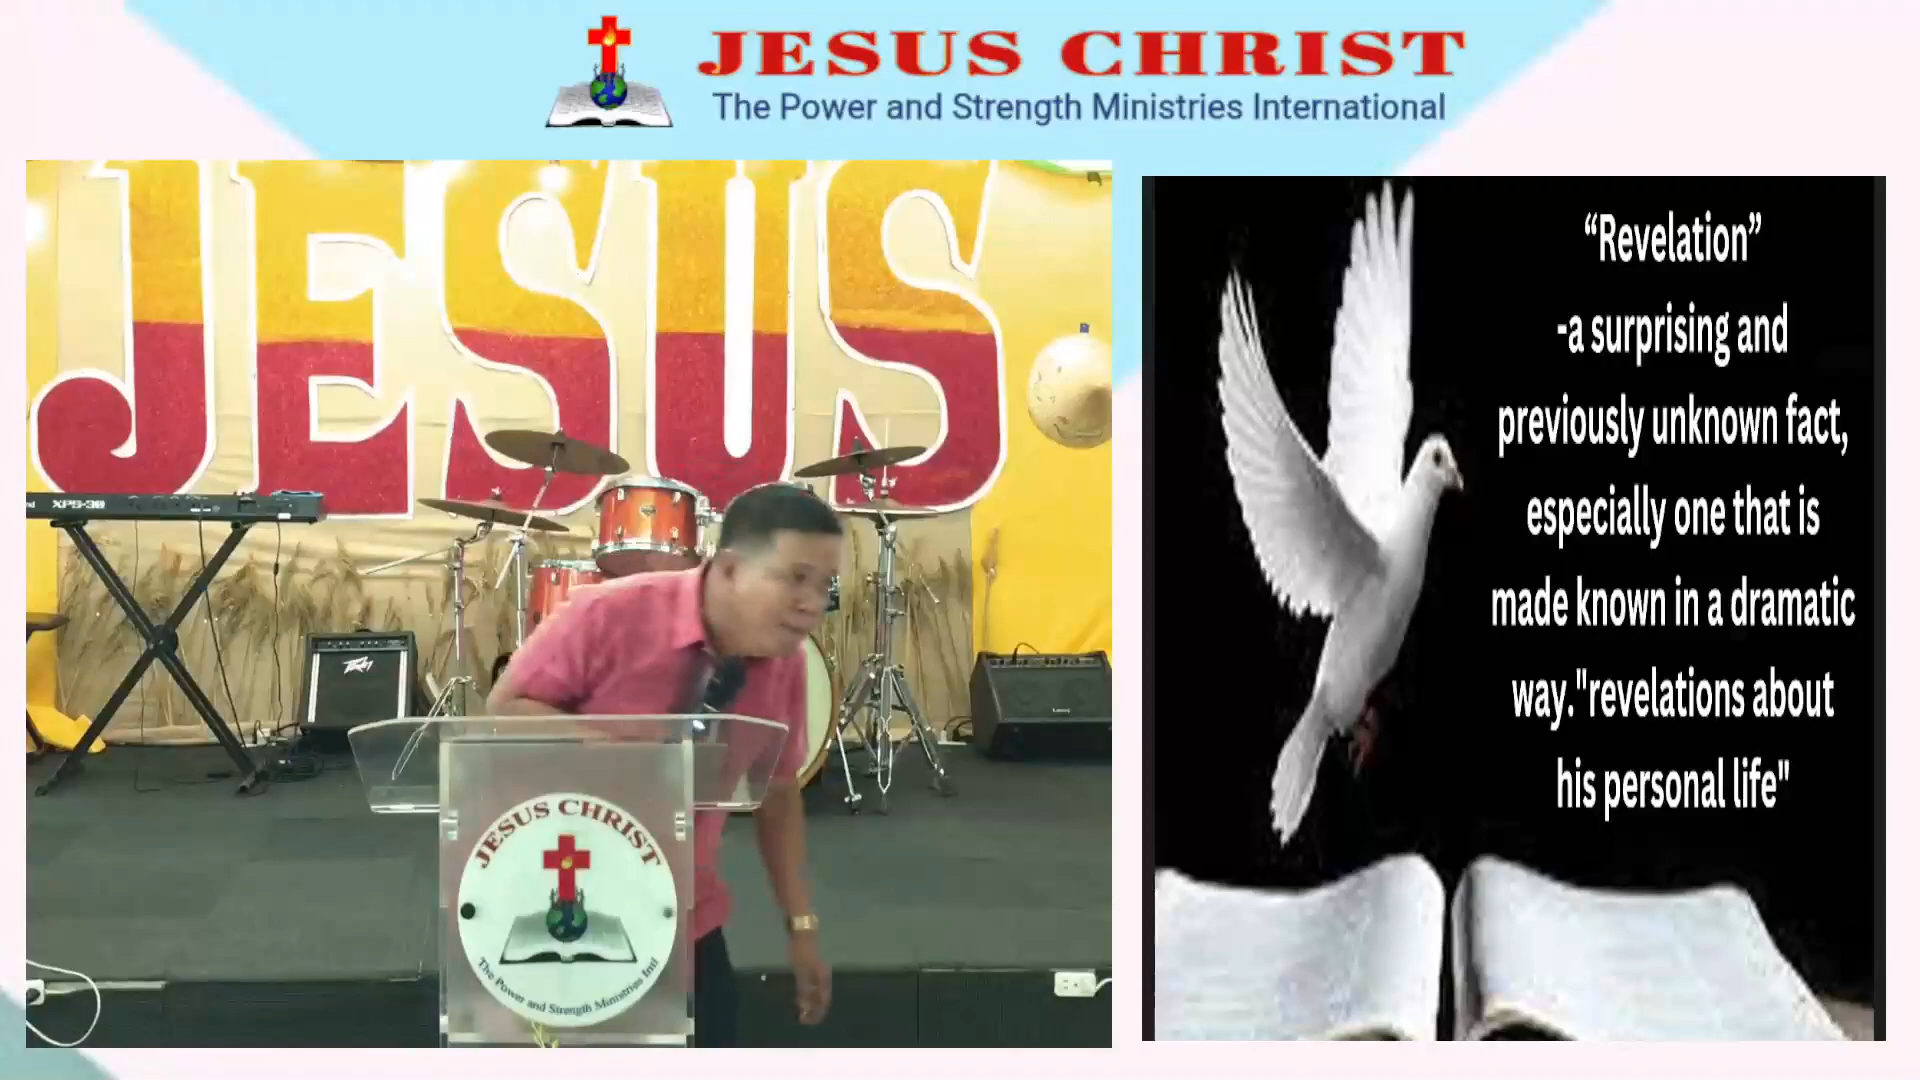 JESUS CHRIST
The Power and Strength Ministries International
JESUS
XPS-30
Peavey
JESUS CHRIST
The Power and Strength Ministries Intl
“Revelation”
-a surprising and
previously unknown fact,
especially one that is
made known in a dramatic
way."revelations about
his personal life"